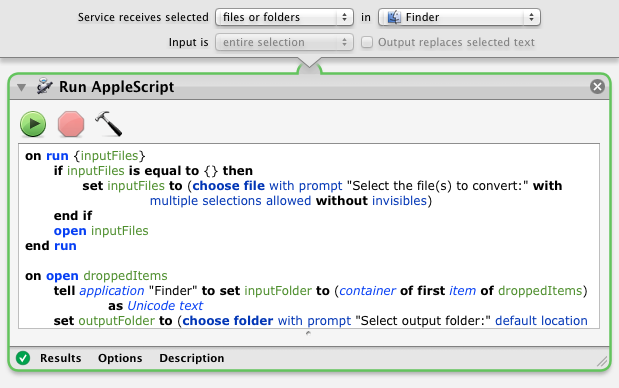 Service receives selected files or folders in Finder
Input is entire selection Output replaces selected text
Run AppleScript
on run {inputFiles}
if inputFiles is equal to {} then
set inputFiles to (choose file with prompt "Select the file(s) to convert:" with
multiple selections allowed without invisibles)
end if
open inputFiles
end run
on open droppedItems
tell application "Finder" to set inputFolder to (container of first item of droppedItems)
as Unicode text
set outputFolder to (choose folder with prompt "Select output folder:" default location
Results Options Description